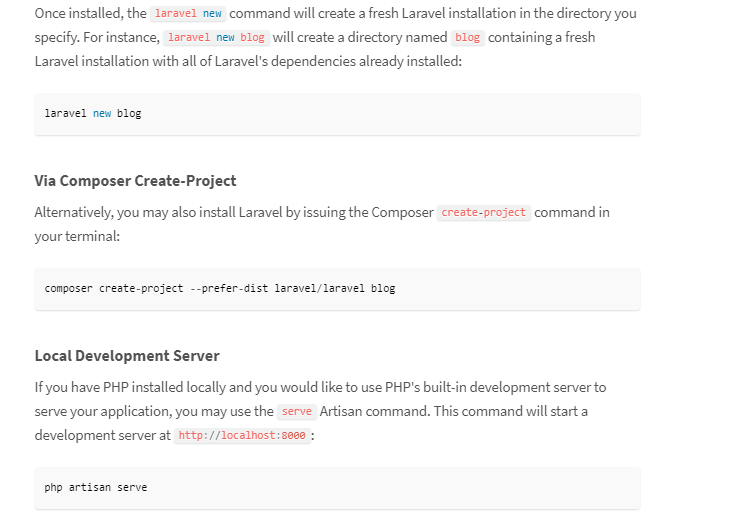 Once installed, the laravel new command will create a fresh Laravel installation in the directory you
specify. For instance, laravel new blog will create a directory named blog containing a fresh
Laravel installation with all of Laravel's dependencies already installed:
laravel new blog
Via Composer Create-Project
Alternatively, you may also install Laravel by issuing the Composer create-project command in
your terminal:
composer create-project --prefer-dist laravel/laravel blog
Local Development Server
If you have PHP installed locally and you would like to use PHP's built-in development server to
serve your application, you may use the serve Artisan command. This command will start a
development server at http://localhost:8000 :
php artisan serve